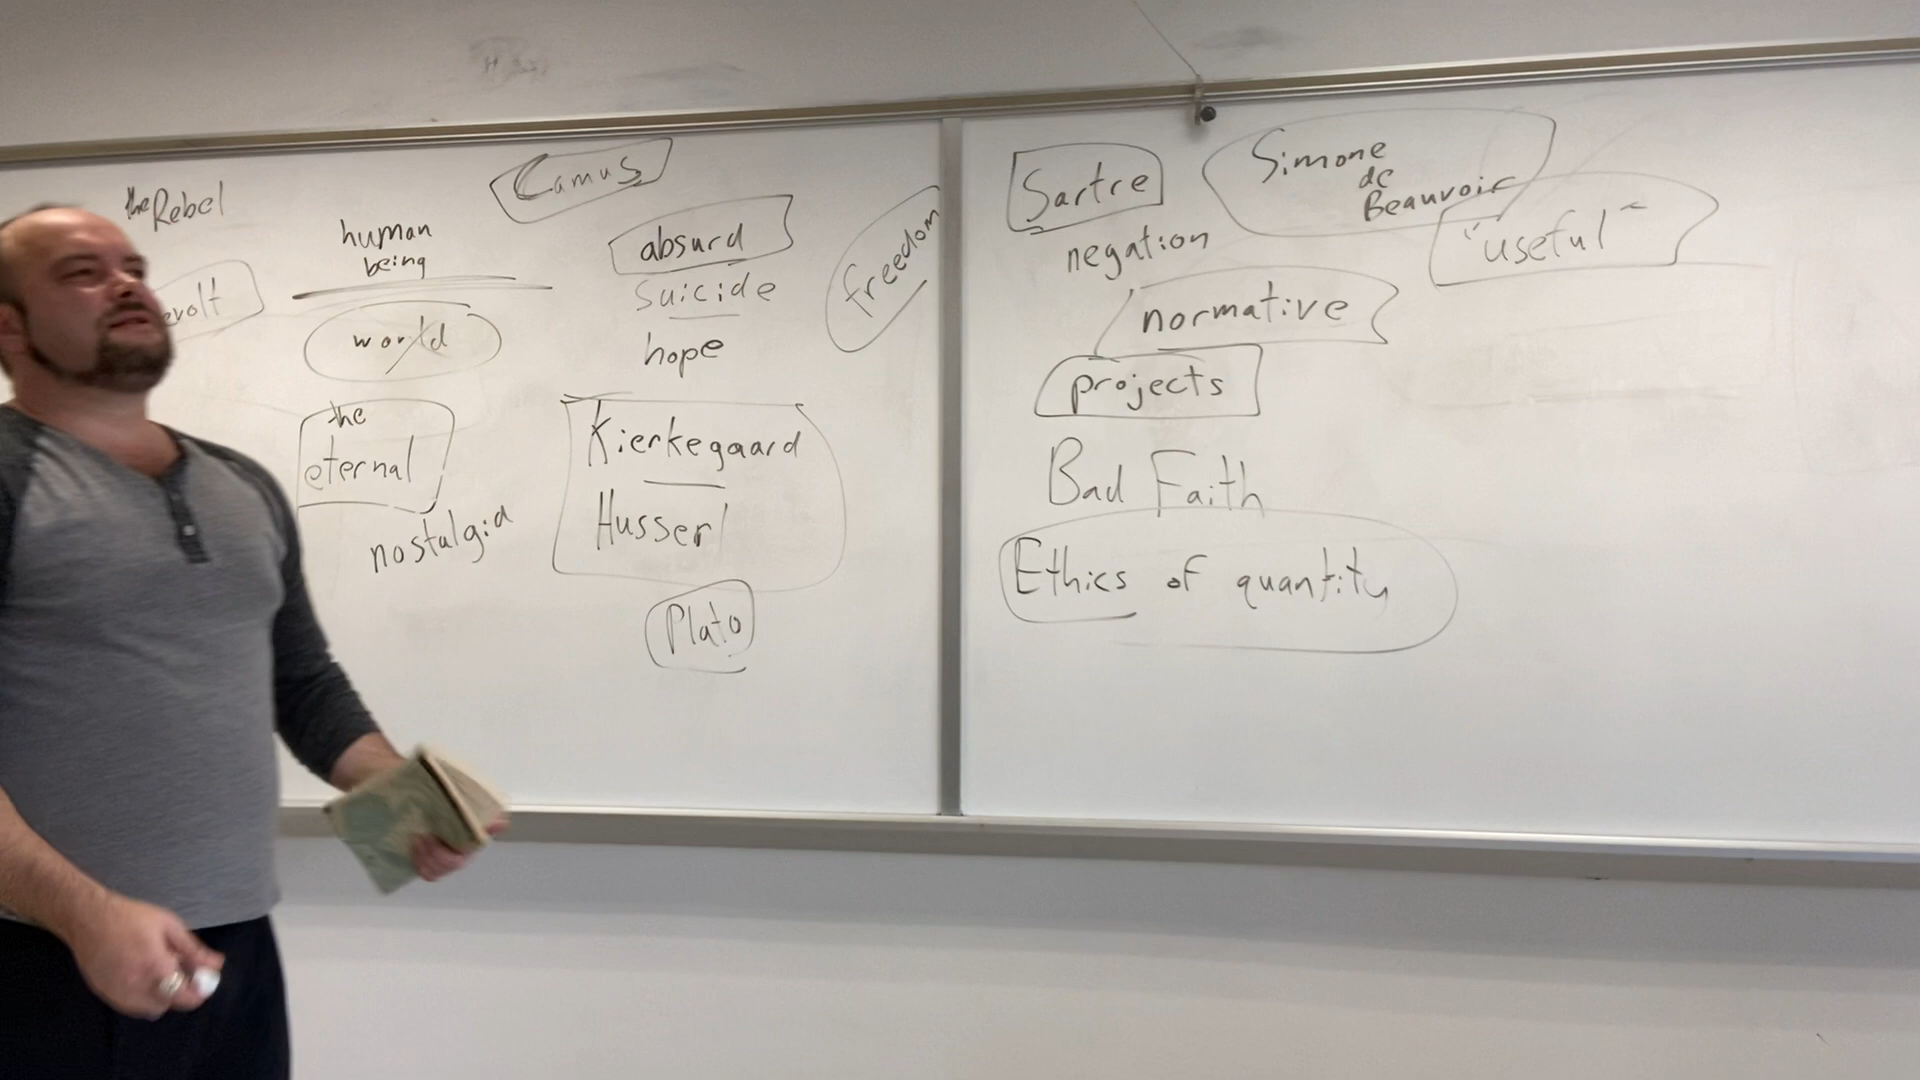 the Rebel
evolt
human
being
world
the
eternal
nostalgia
Camus
absurd
suicide
hope
Kierkegaard
Husserl
Plato
freedom
Sartre
negation
normative
projects
Bad Faith
Ethics of quantity
Simone
de
Beauvoir
"useful"